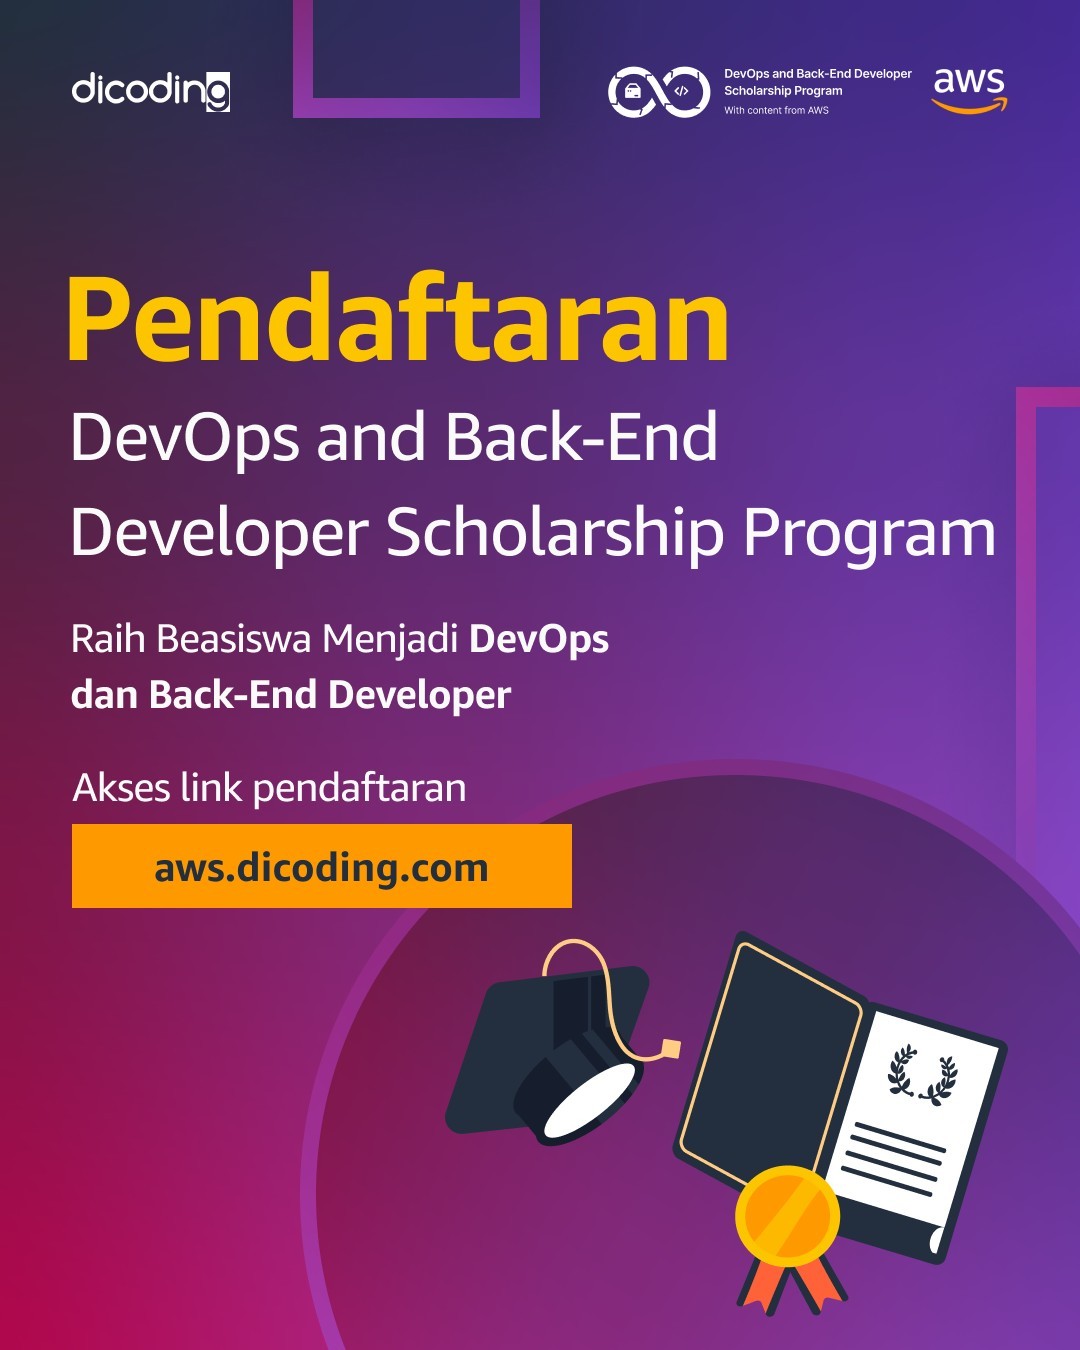 dicoding
DevOps and Back-End Developer
Scholarship Program
With content from AWS
aws
Pendaftaran
DevOps and Back-End
Developer Scholarship Program
Raih Beasiswa Menjadi DevOps
dan Back-End Developer
Akses link pendaftaran
aws.dicoding.com